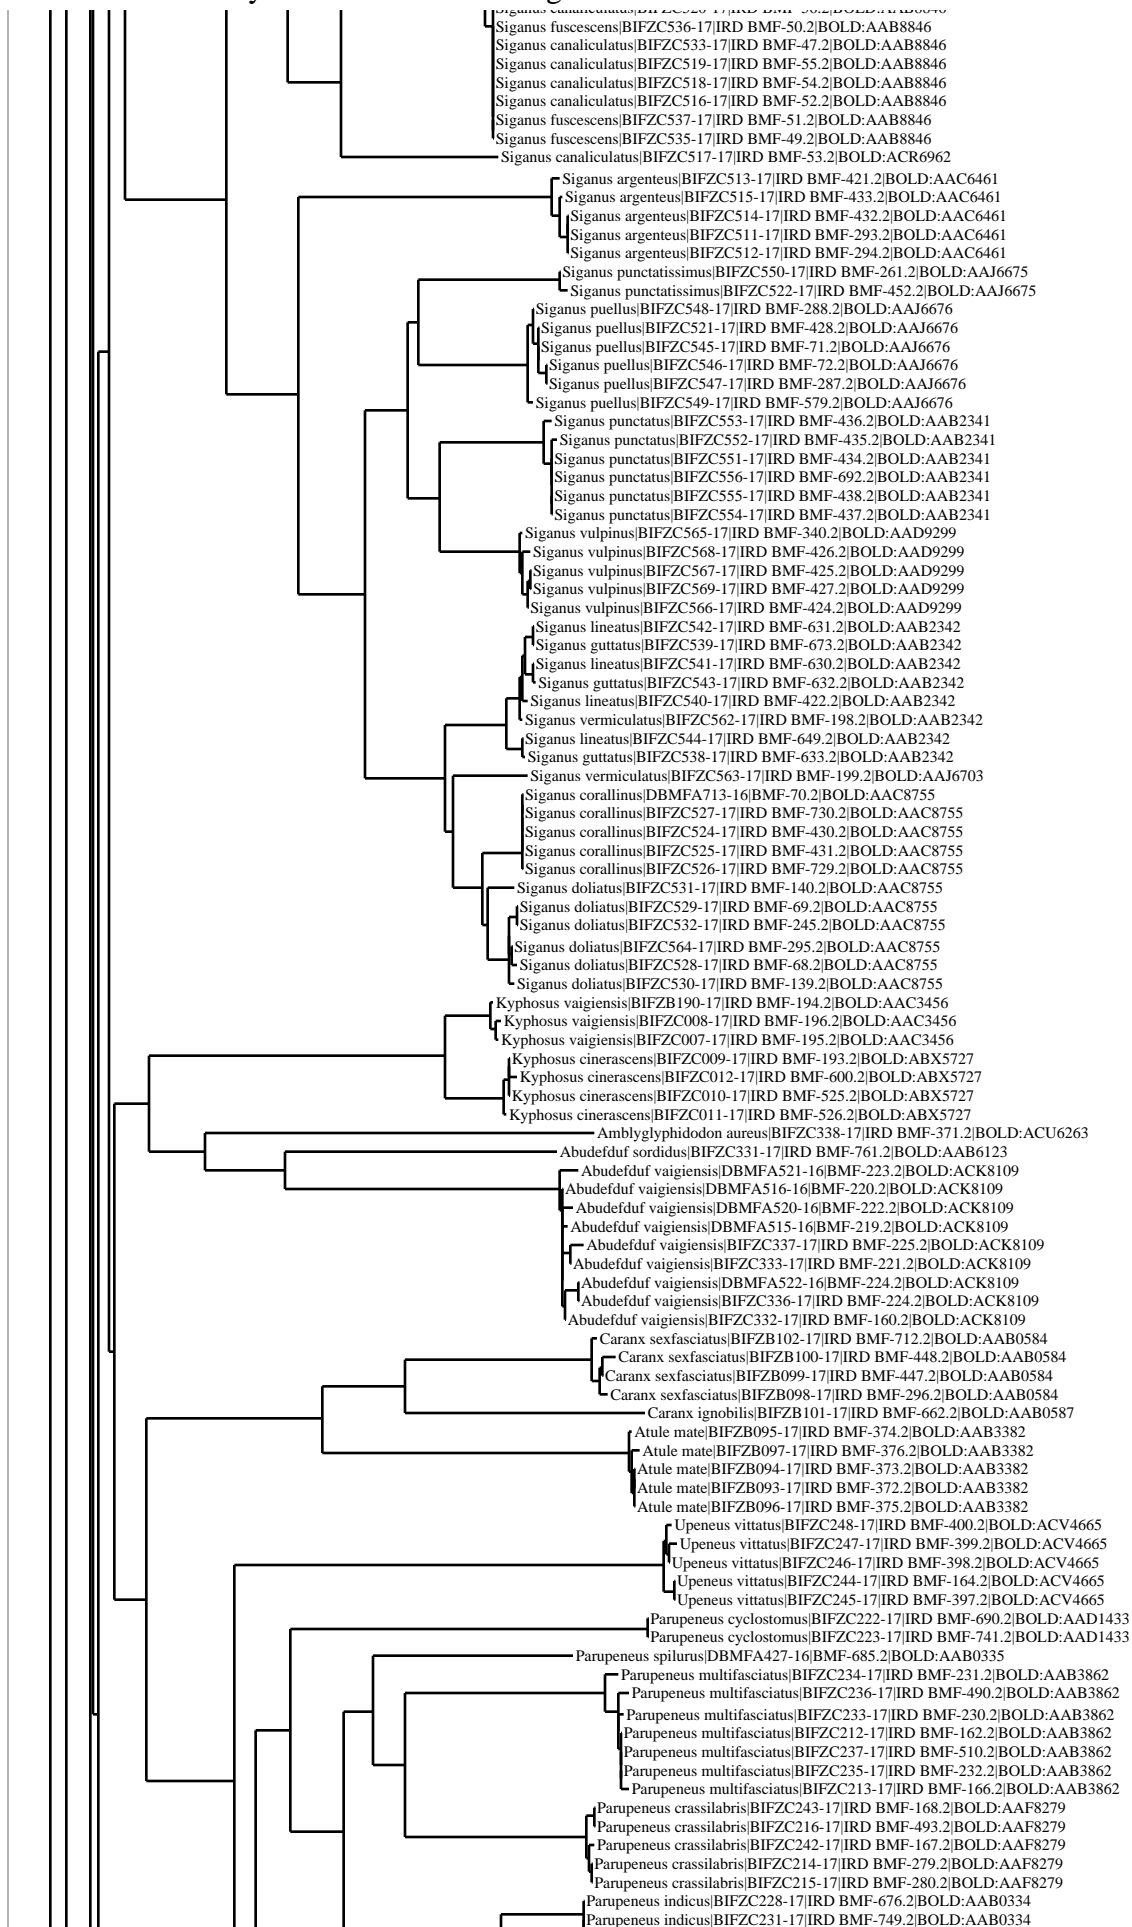 Siganus fuscescens|BIFZC536-17|IRD BMF-50.2|BOLD:AAB8846
Siganus canaliculatus|BIFZC533-17|IRD BMF-47.2|BOLD:AAB8846
Siganus canaliculatus|BIFZC519-17|IRD BMF-55.2|BOLD:AAB8846
Siganus canaliculatus|BIFZC518-17|IRD BMF-54.2|BOLD:AAB8846
Siganus canaliculatus|BIFZC516-17|IRD BMF-52.2|BOLD:AAB8846
Siganus fuscescens|BIFZC537-17|IRD BMF-51.2|BOLD:AAB8846
Siganus fuscescens|BIFZC535-17|IRD BMF-49.2|BOLD:AAB8846
Siganus canaliculatus|BIFZC517-17|IRD BMF-53.2|BOLD:ACR6962
Siganus argenteus|BIFZC513-17|IRD BMF-421.2|BOLD:AAC6461
Siganus argenteus|BIFZC515-17|IRD BMF-433.2|BOLD:AAC6461
Siganus argenteus|BIFZC514-17|IRD BMF-432.2|BOLD:AAC6461
Siganus argenteus|BIFZC511-17|IRD BMF-293.2|BOLD:AAC6461
Siganus argenteus|BIFZC512-17|IRD BMF-294.2|BOLD:AAC6461
Siganus punctatissimus|BIFZC550-17|IRD BMF-261.2|BOLD:AAJ6675
Siganus punctatissimus|BIFZC522-17|IRD BMF-452.2|BOLD:AAJ6675
Siganus puellus|BIFZC548-17|IRD BMF-288.2|BOLD:AAJ6676
Siganus puellus|BIFZC521-17|IRD BMF-428.2|BOLD:AAJ6676
Siganus puellus|BIFZC545-17|IRD BMF-71.2|BOLD:AAJ6676
Siganus puellus|BIFZC546-17|IRD BMF-72.2|BOLD:AAJ6676
Siganus puellus|BIFZC547-17|IRD BMF-287.2|BOLD:AAJ6676
Siganus puellus|BIFZC549-17|IRD BMF-579.2|BOLD:AAJ6676
Siganus punctatus|BIFZC553-17|IRD BMF-436.2|BOLD:AAB2341
Siganus punctatus|BIFZC552-17|IRD BMF-435.2|BOLD:AAB2341
Siganus punctatus|BIFZC551-17|IRD BMF-434.2|BOLD:AAB2341
Siganus punctatus|BIFZC556-17|IRD BMF-692.2|BOLD:AAB2341
Siganus punctatus|BIFZC555-17|IRD BMF-438.2|BOLD:AAB2341
Siganus punctatus|BIFZC554-17|IRD BMF-437.2|BOLD:AAB2341
Siganus vulpinus|BIFZC565-17|IRD BMF-340.2|BOLD:AAD9299
Siganus vulpinus|BIFZC568-17|IRD BMF-426.2|BOLD:AAD9299
Siganus vulpinus|BIFZC567-17|IRD BMF-425.2|BOLD:AAD9299
Siganus vulpinus|BIFZC569-17|IRD BMF-427.2|BOLD:AAD9299
Siganus vulpinus|BIFZC566-17|IRD BMF-424.2|BOLD:AAD9299
Siganus lineatus|BIFZC542-17|IRD BMF-631.2|BOLD:AAB2342
Siganus guttatus|BIFZC539-17|IRD BMF-673.2|BOLD:AAB2342
Siganus lineatus|BIFZC541-17|IRD BMF-630.2|BOLD:AAB2342
Siganus guttatus|BIFZC543-17|IRD BMF-632.2|BOLD:AAB2342
Siganus lineatus|BIFZC540-17|IRD BMF-422.2|BOLD:AAB2342
Siganus vermiculatus|BIFZC562-17|IRD BMF-198.2|BOLD:AAB2342
Siganus lineatus|BIFZC544-17|IRD BMF-649.2|BOLD:AAB2342
Siganus guttatus|BIFZC538-17|IRD BMF-633.2|BOLD:AAB2342
Siganus vermiculatus|BIFZC563-17|IRD BMF-199.2|BOLD:AAJ6703
Siganus corallinus|DBMFA713-16|BMF-70.2|BOLD:AAC8755
Siganus corallinus|BIFZC527-17|IRD BMF-730.2|BOLD:AAC8755
Siganus corallinus|BIFZC524-17|IRD BMF-430.2|BOLD:AAC8755
Siganus corallinus|BIFZC525-17|IRD BMF-431.2|BOLD:AAC8755
Siganus corallinus|BIFZC526-17|IRD BMF-729.2|BOLD:AAC8755
Siganus doliatus|BIFZC531-17|IRD BMF-140.2|BOLD:AAC8755
Siganus doliatus|BIFZC529-17|IRD BMF-69.2|BOLD:AAC8755
Siganus doliatus|BIFZC532-17|IRD BMF-245.2|BOLD:AAC8755
Siganus doliatus|BIFZC564-17|IRD BMF-295.2|BOLD:AAC8755
Siganus doliatus|BIFZC528-17|IRD BMF-68.2|BOLD:AAC8755
Siganus doliatus|BIFZC530-17|IRD BMF-139.2|BOLD:AAC8755
Kyphosus vaigiensis|BIFZB190-17|IRD BMF-194.2|BOLD:AAC3456
Kyphosus vaigiensis|BIFZC008-17|IRD BMF-196.2|BOLD:AAC3456
Kyphosus vaigiensis|BIFZC007-17|IRD BMF-195.2|BOLD:AAC3456
Kyphosus cinerascens|BIFZC009-17|IRD BMF-193.2|BOLD:ABX5727
Kyphosus cinerascens|BIFZC012-17|IRD BMF-600.2|BOLD:ABX5727
Kyphosus cinerascens|BIFZC010-17|IRD BMF-525.2|BOLD:ABX5727
Kyphosus cinerascens|BIFZC011-17|IRD BMF-526.2|BOLD:ABX5727
Amblyglyphidodon aureus|BIFZC338-17|IRD BMF-371.2|BOLD:ACU6263
Abudefduf sordidus|BIFZC331-17|IRD BMF-761.2|BOLD:AAB6123
Abudefduf vaigiensis|DBMFA521-16|BMF-223.2|BOLD:ACK8109
Abudefduf vaigiensis|DBMFA516-16|BMF-220.2|BOLD:ACK8109
Abudefduf vaigiensis|DBMFA520-16|BMF-222.2|BOLD:ACK8109
Abudefduf vaigiensis|DBMFA515-16|BMF-219.2|BOLD:ACK8109
Abudefduf vaigiensis|BIFZC337-17|IRD BMF-225.2|BOLD:ACK8109
Abudefduf vaigiensis|BIFZC333-17|IRD BMF-221.2|BOLD:ACK8109
Abudefduf vaigiensis|DBMFA522-16|BMF-224.2|BOLD:ACK8109
Abudefduf vaigiensis|BIFZC336-17|IRD BMF-224.2|BOLD:ACK8109
Abudefduf vaigiensis|BIFZC332-17|IRD BMF-160.2|BOLD:ACK8109
Caranx sexfasciatus|BIFZB102-17|IRD BMF-712.2|BOLD:AAB0584
Caranx sexfasciatus|BIFZB100-17|IRD BMF-448.2|BOLD:AAB0584
Caranx sexfasciatus|BIFZB099-17|IRD BMF-447.2|BOLD:AAB0584
Caranx sexfasciatus|BIFZB098-17|IRD BMF-296.2|BOLD:AAB0584
Caranx ignobilis|BIFZB101-17|IRD BMF-662.2|BOLD:AAB0587
Atule mate|BIFZB095-17|IRD BMF-374.2|BOLD:AAB3382
Atule mate|BIFZB097-17|IRD BMF-376.2|BOLD:AAB3382
Atule mate|BIFZB094-17|IRD BMF-373.2|BOLD:AAB3382
Atule mate|BIFZB093-17|IRD BMF-372.2|BOLD:AAB3382
Atule mate|BIFZB096-17|IRD BMF-375.2|BOLD:AAB3382
Upeneus vittatus|BIFZC248-17|IRD BMF-400.2|BOLD:ACV4665
Upeneus vittatus|BIFZC247-17|IRD BMF-399.2|BOLD:ACV4665
Upeneus vittatus|BIFZC246-17|IRD BMF-398.2|BOLD:ACV4665
Upeneus vittatus|BIFZC244-17|IRD BMF-164.2|BOLD:ACV4665
Upeneus vittatus|BIFZC245-17|IRD BMF-397.2|BOLD:ACV4665
Parupeneus cyclostomus|BIFZC222-17|IRD BMF-690.2|BOLD:AAD1433
Parupeneus cyclostomus|BIFZC223-17|IRD BMF-741.2|BOLD:AAD1433
Parupeneus spilurus|DBMFA427-16|BMF-685.2|BOLD:AAB0335
Parupeneus multifasciatus|BIFZC234-17|IRD BMF-231.2|BOLD:AAB3862
Parupeneus multifasciatus|BIFZC236-17|IRD BMF-490.2|BOLD:AAB3862
Parupeneus multifasciatus|BIFZC233-17|IRD BMF-230.2|BOLD:AAB3862
Parupeneus multifasciatus|BIFZC212-17|IRD BMF-162.2|BOLD:AAB3862
Parupeneus multifasciatus|BIFZC237-17|IRD BMF-510.2|BOLD:AAB3862
Parupeneus multifasciatus|BIFZC235-17|IRD BMF-232.2|BOLD:AAB3862
Parupeneus multifasciatus|BIFZC213-17|IRD BMF-166.2|BOLD:AAB3862
Parupeneus crassilabris|BIFZC243-17|IRD BMF-168.2|BOLD:AAF8279
Parupeneus crassilabris|BIFZC216-17|IRD BMF-493.2|BOLD:AAF8279
Parupeneus crassilabris|BIFZC242-17|IRD BMF-167.2|BOLD:AAF8279
Parupeneus crassilabris|BIFZC214-17|IRD BMF-279.2|BOLD:AAF8279
Parupeneus crassilabris|BIFZC215-17|IRD BMF-280.2|BOLD:AAF8279
Parupeneus indicus|BIFZC228-17|IRD BMF-676.2|BOLD:AAB0334
Parupeneus indicus|BIFZC231-17|IRD BMF-749.2|BOLD:AAB0334